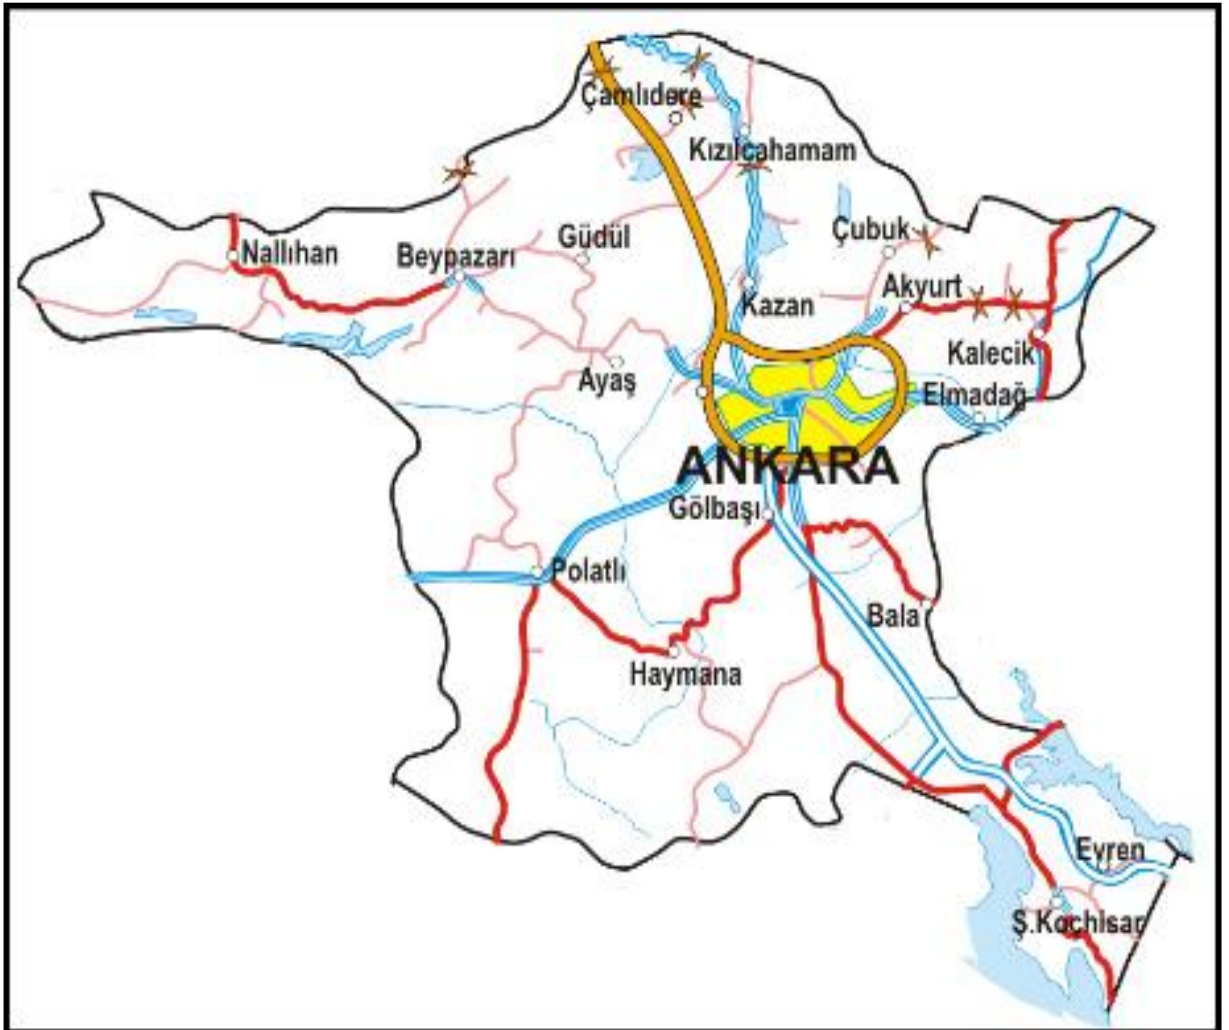 Çamlıdere
Kızılcahamam
Çubuk
Güdül
Nallıhan
Beypazarı
Akyurt
Kazan
Kalecik
Ayaş
Elmadağ
ANKARA
Gölbaşı
Polatlı
Bala
Haymana
Evren
Ş.Koçhisar